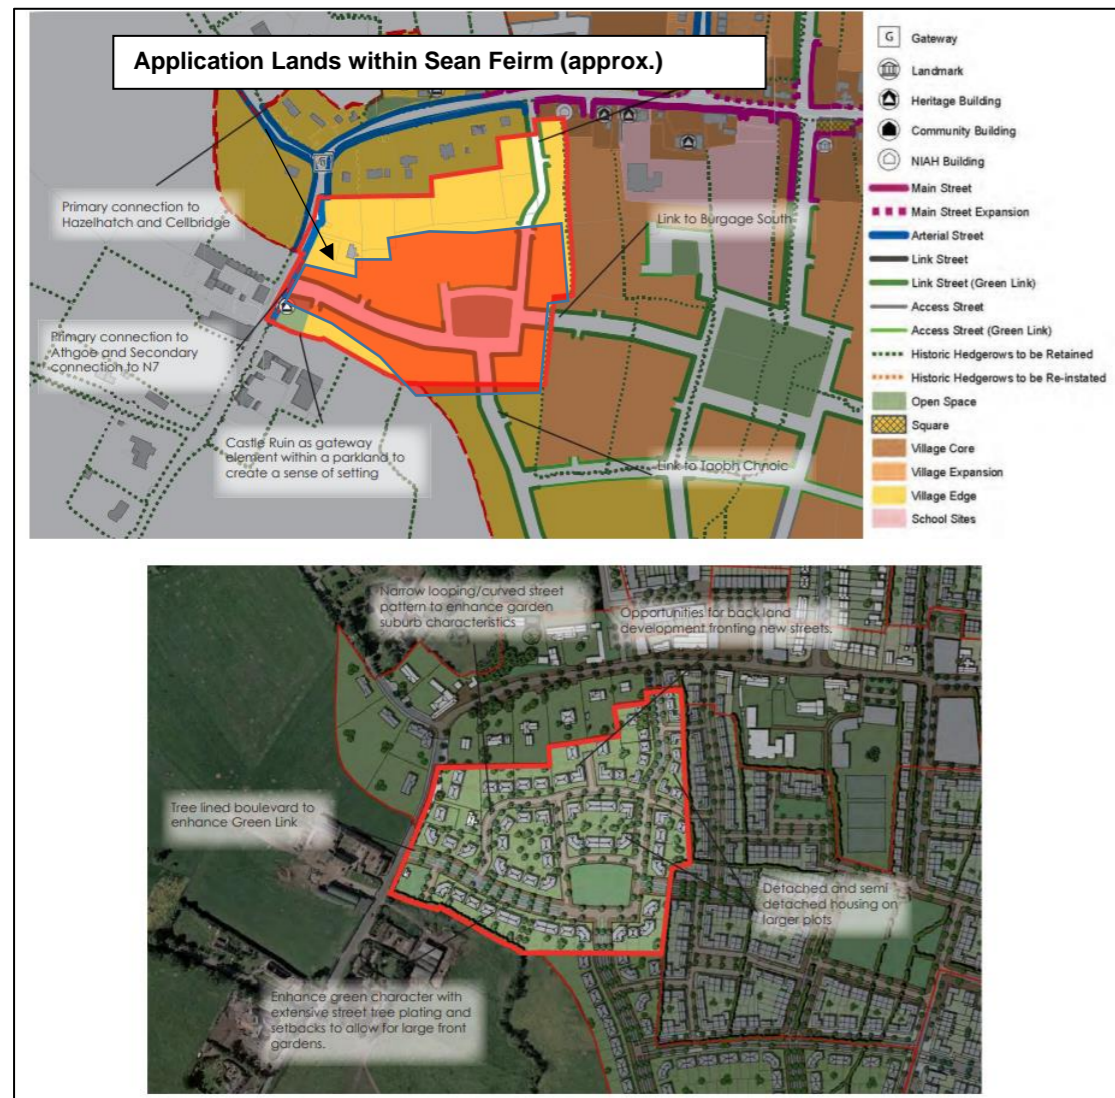 Application Lands within Sean Feirm (approx.)
G
Primary connection to
Hazelhatch and Cellbridge
Link to Burgage South
Primary connection to
Athgoe and Secondary
connection to N7
Castle Ruin as gateway
element within a parkland to
create a sense of setting
Link to Taobh Chnoic
G Gateway
Landmark
Heritage Building
Community Building
NIAH Building
Main Street
Main Street Expansion
Arterial Street
Link Street
Link Street (Green Link)
Access Street
Access Street (Green Link)
Historic Hedgerows to be Retained
Historic Hedgerows to be Re-instated
Open Space
Square
Village Core
Village Expansion
Village Edge
School Sites
Narrow looping/curved street
pattern to enhance garden
suburb characteristics
Opportunities for back land
development fronting new streets.
Tree lined boulevard to
enhance Green Link
Detached and semi
detached housing on
larger plots
Enhance green character with
extensive street tree plating and
setbacks to allow for large front
gardens.